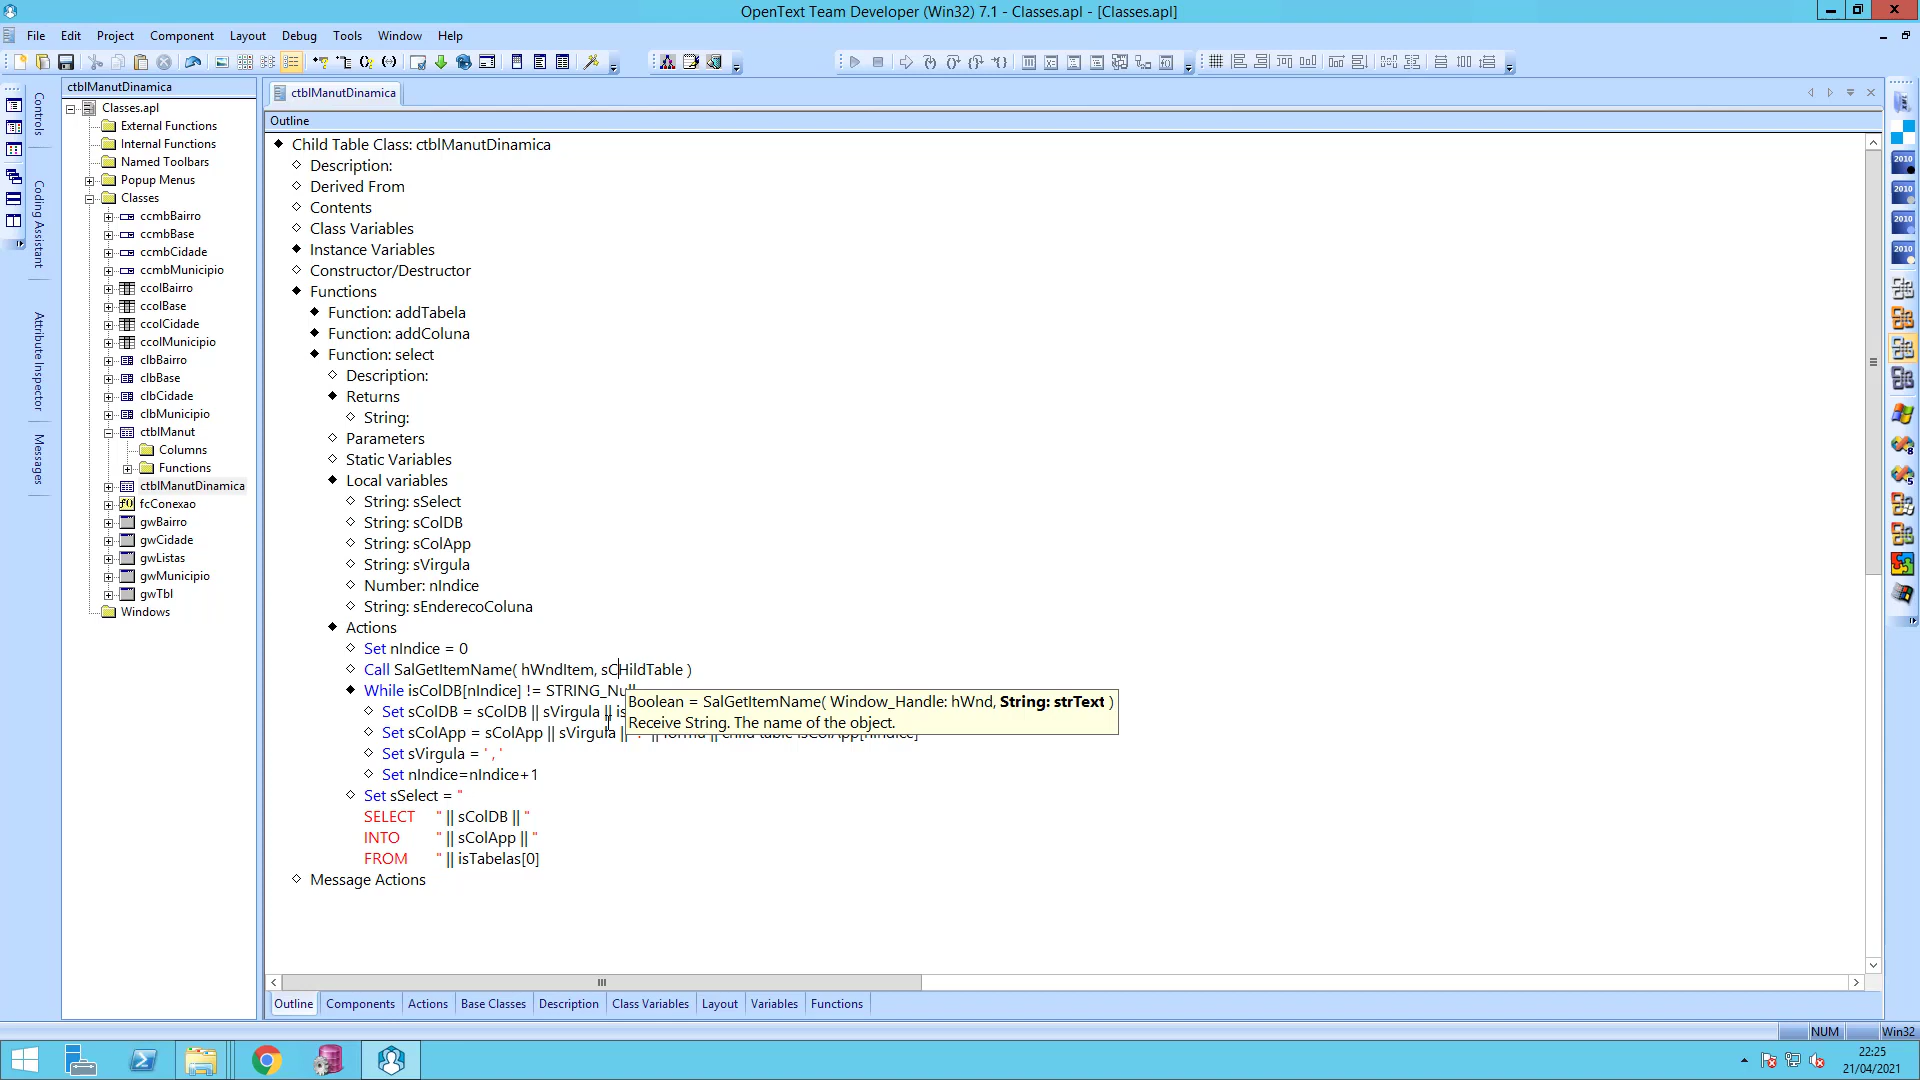 OpenText Team Developer (Win32) 7.1 - Classes.apl - [Classes.apl]
File Edit Project Component Layout Debug Tools Window Help
ctblManutDinamica
Classes.apl
External Functions
Internal Functions
Named Toolbars
Popup Menus
Classes
ccmbBairro
ccmbBase
ccmbCidade
ccmbMunicipio
ccolBairro
ccolBase
ccolCidade
ccolMunicipio
clbBairro
clbBase
clbCidade
clbMunicipio
ctblManut
Columns
Functions
ctblManutDinamica
fcConexao
gwBairro
gwCidade
gwListas
gwMunicipio
gwTbl
Windows
Controls
Coding Assistant
Attribute Inspector
Messages
ctblManutDinamica
Outline
Child Table Class: ctblManutDinamica
Description:
Derived From
Contents
Class Variables
Instance Variables
Constructor/Destructor
Functions
Function: addTabela
Function: addColuna
Function: select
Description:
Returns
String:
Parameters
Static Variables
Local variables
String: sSelect
String: sColDB
String: sColApp
String: sVirgula
Number: nIndice
String: sEnderecoColuna
Actions
Set nIndice = 0
Call SalGetItemName( hWndItem, sCHildTable )
While isColDB[nIndice] != STRING_Null
Boolean = SalGetItemName( Window_Handle: hWnd, String: strText )
Receive String. The name of the object.
Set sColDB = sColDB || sVirgula || is
Set sColApp = sColApp || sVirgula ||
Set sVirgula = ' , '
Set nIndice=nIndice+1
Set sSelect = "
SELECT " || sColDB || "
INTO " || sColApp || "
FROM " || isTabelas[0]
Message Actions
Outline Components Actions Base Classes Description Class Variables Layout Variables Functions
NUM Win32
2010
2010
2010
2010
22:25
21/04/2021